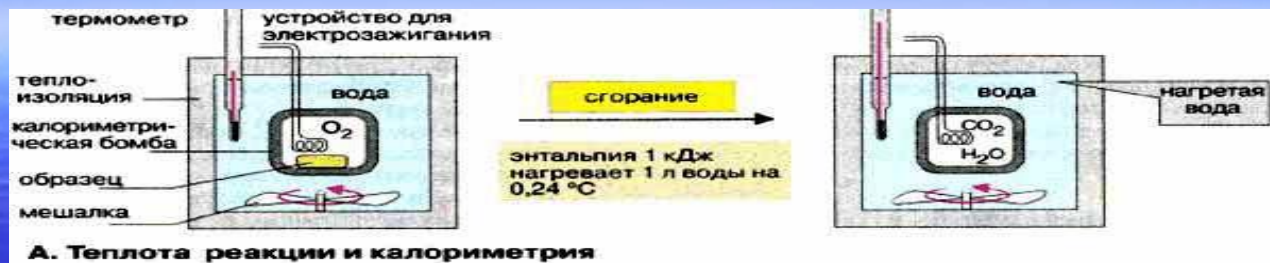 термометр
устройство для
электрозажигания
тепло-
изоляция
вода
калориметри-
ческая бомба
O₂
образец
мешалка
сгорание
энтальпия 1 кДж
нагревает 1 л воды на
0,24 °C
вода
CO₂
H₂O
нагретая
вода
А. Теплота реакции и калориметрия